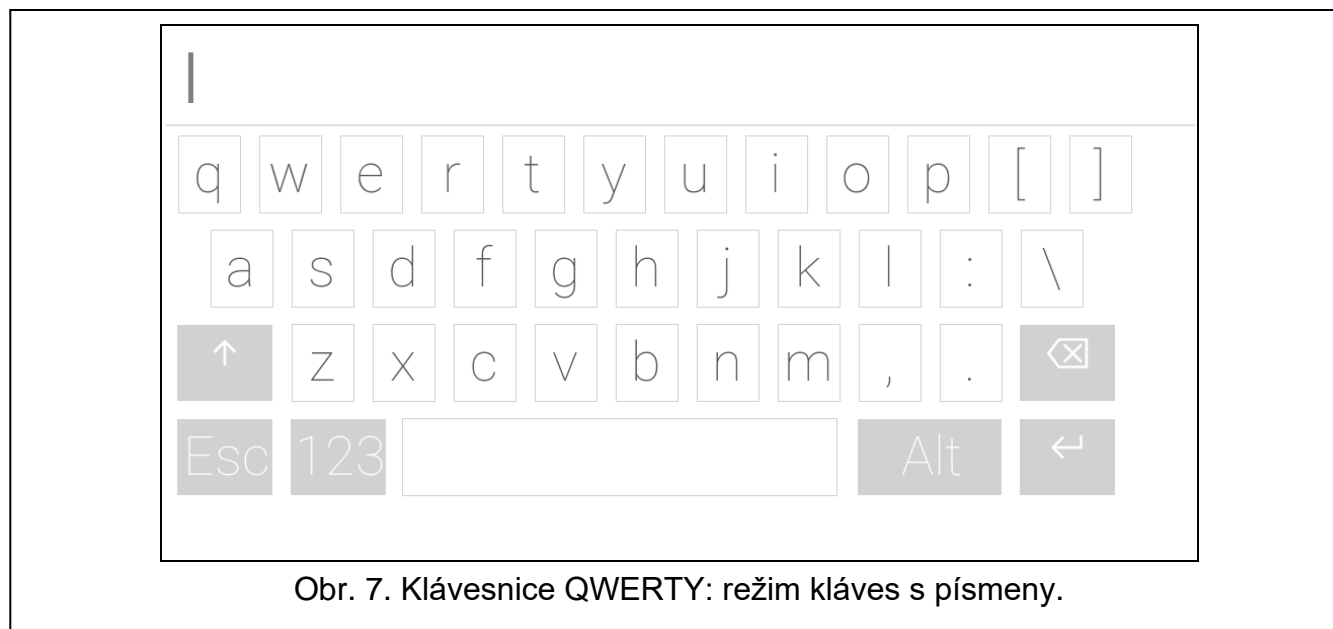 q w e r t y u i o p [ ]
a s d f g h j k l : \
↑ z x c v b n m , .
Esc 123 Alt
Obr. 7. Klávesnice QWERTY: režim kláves s písmeny.